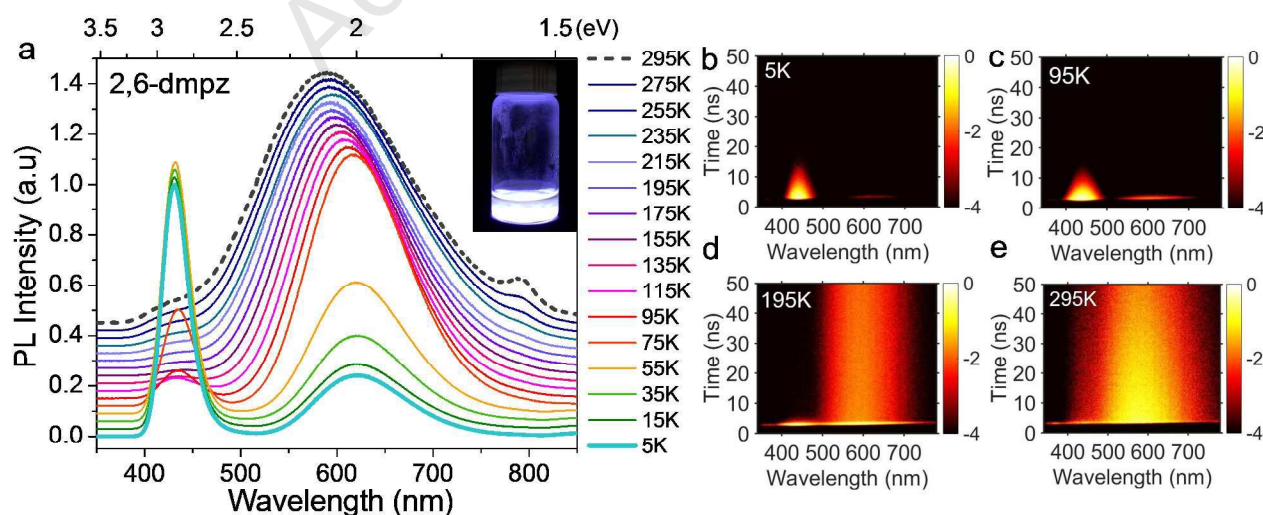 3.5 3 2.5 2 1.5 (eV)
a
2,6-dmpz
PL Intensity (a.u)
1.4
1.2
1.0
0.8
0.6
0.4
0.2
0.0
400 500 600 700 800
Wavelength (nm)
295K
275K
255K
235K
215K
195K
175K
155K
135K
115K
95K
75K
55K
35K
15K
5K
b
5K
Time (ns)
50
40
30
20
10
0
400 500 600 700
Wavelength (nm)
0
-2
-4
c
95K
Time (ns)
50
40
30
20
10
0
400 500 600 700
Wavelength (nm)
0
-2
-4
d
195K
Time (ns)
50
40
30
20
10
0
400 500 600 700
Wavelength (nm)
0
-2
-4
e
295K
Time (ns)
50
40
30
20
10
0
400 500 600 700
Wavelength (nm)
0
-2
-4